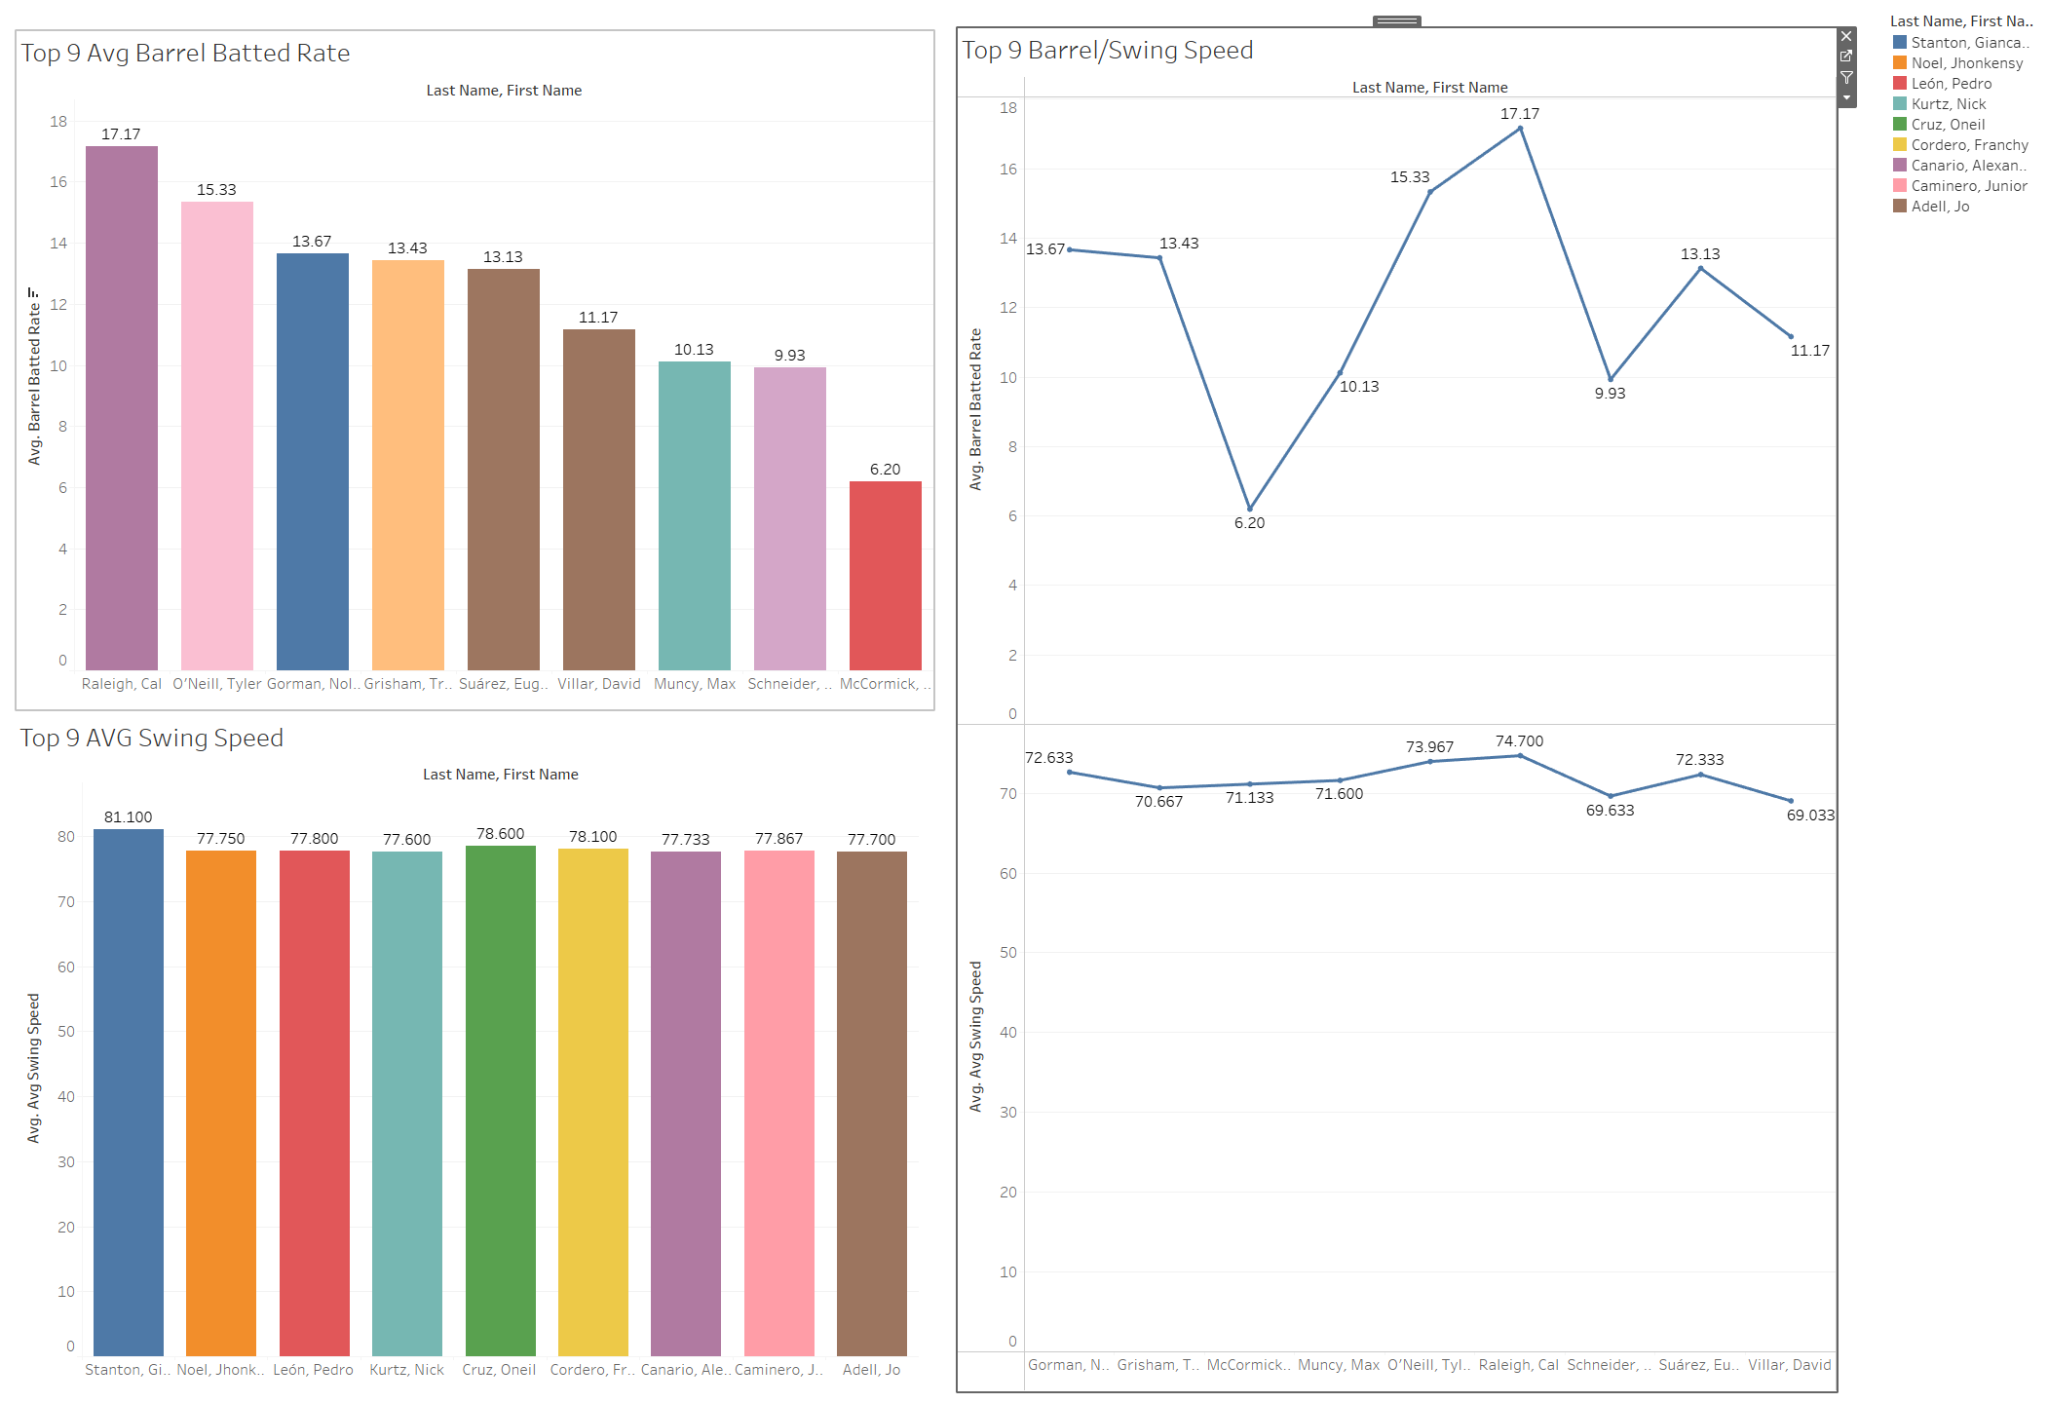 Top 9 Avg Barrel Batted Rate
Last Name, First Name
Avg. Barrel Batted Rate
18
16
14
12
10
8
6
4
2
0
17.17
15.33
13.67
13.43
13.13
11.17
10.13
9.93
6.20
Raleigh, Cal
O'Neill, Tyler
Gorman, Nol..
Grisham, Tr..
Suárez, Eug..
Villar, David
Muncy, Max
Schneider, ..
McCormick, ..
Top 9 AVG Swing Speed
Last Name, First Name
Avg. Avg Swing Speed
80
70
60
50
40
30
20
10
0
81.100
77.750
77.800
77.600
78.600
78.100
77.733
77.867
77.700
Stanton, Gi..
Noel, Jhonk..
León, Pedro
Kurtz, Nick
Cruz, Oneil
Cordero, Fr..
Canario, Ale..
Caminero, J..
Adell, Jo
Top 9 Barrel/Swing Speed
Last Name, First Name
Avg. Barrel Batted Rate
18
16
14
12
10
8
6
4
2
0
13.67
13.43
6.20
10.13
15.33
17.17
9.93
13.13
11.17
Avg. Avg Swing Speed
70
60
50
40
30
20
10
0
72.633
70.667
71.133
71.600
73.967
74.700
69.633
72.333
69.033
Gorman, N..
Grisham, T..
McCormick..
Muncy, Max
O'Neill, Tyl..
Raleigh, Cal
Schneider, ..
Suárez, Eu..
Villar, David
Last Name, First Na..
Stanton, Gianca..
Noel, Jhonkensy
León, Pedro
Kurtz, Nick
Cruz, Oneil
Cordero, Franchy
Canario, Alexan..
Caminero, Junior
Adell, Jo